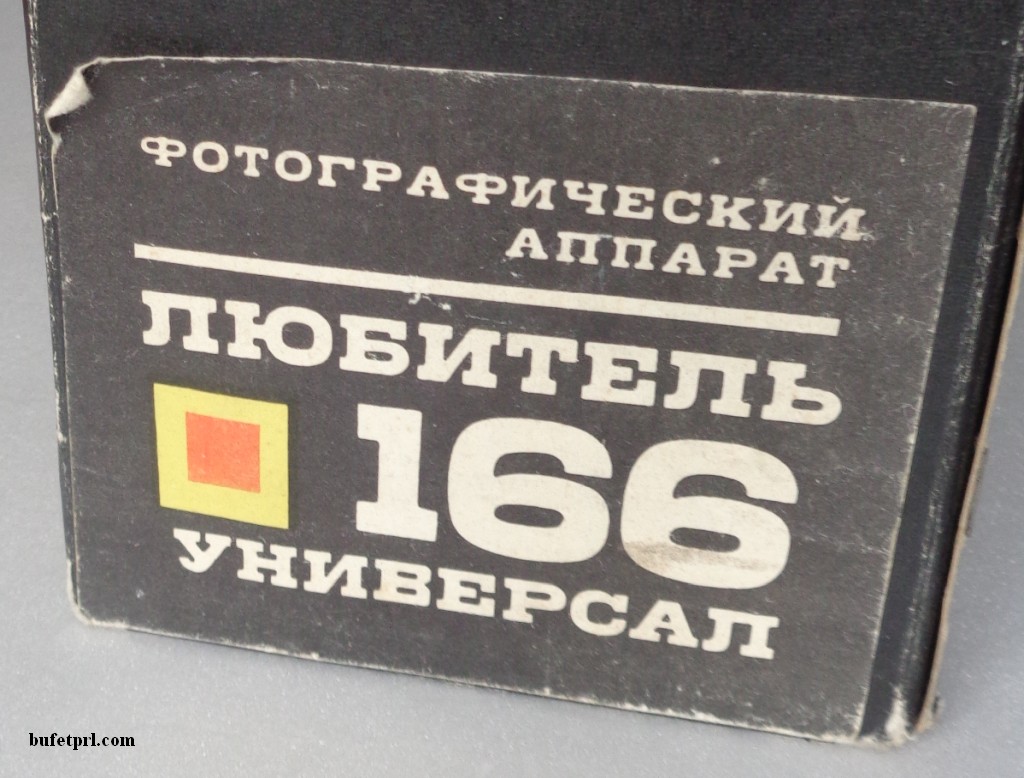 ФОТОГРАФИЧЕСКИЙ
АППАРАТ
ЛЮБИТЕЛЬ
166
УНИВЕРСАЛ
bufetprl.com